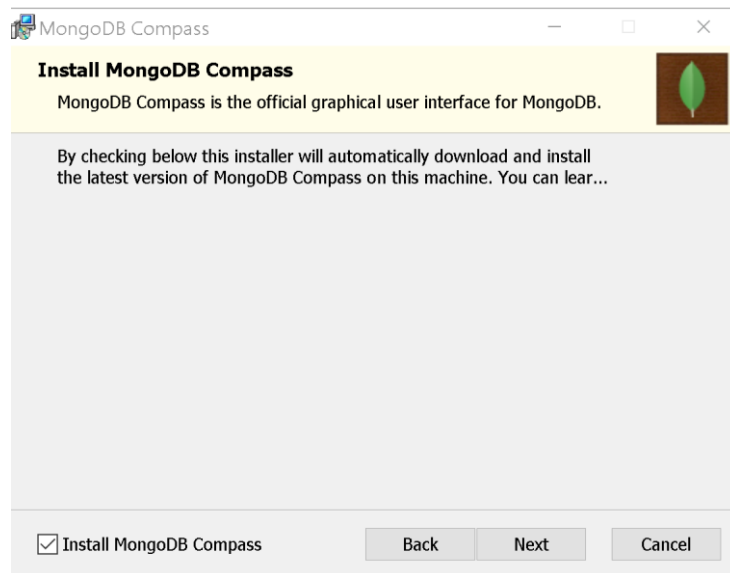 MongoDB Compass
Install MongoDB Compass
MongoDB Compass is the official graphical user interface for MongoDB.
By checking below this installer will automatically download and install
the latest version of MongoDB Compass on this machine. You can lear...
Install MongoDB Compass
Back
Next
Cancel